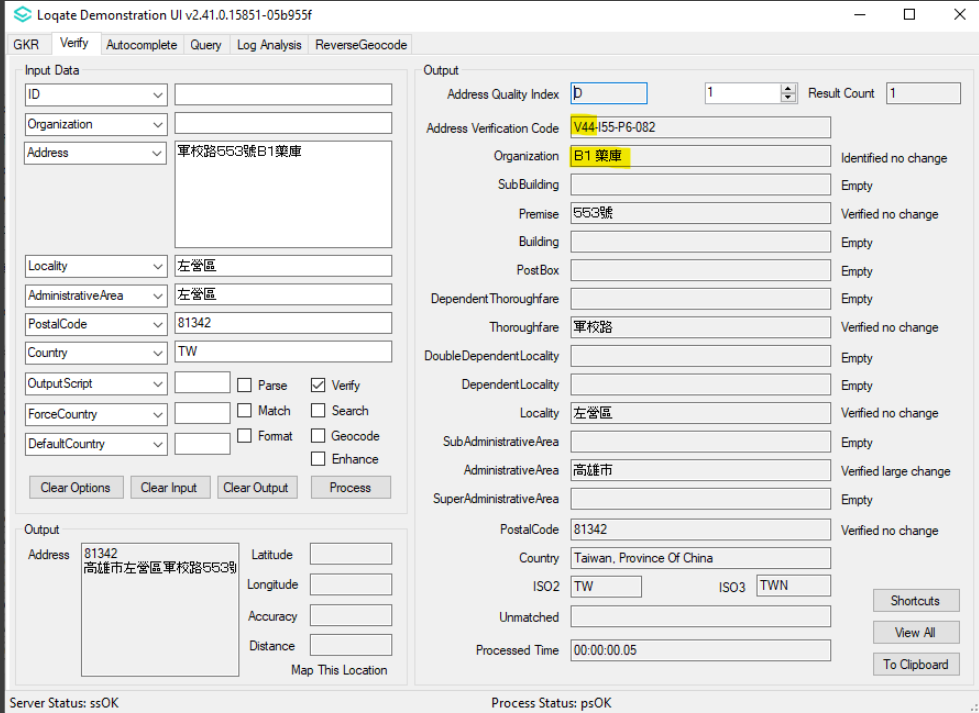 Loqate Demonstration UI v2.41.0.15851-05b955f
GKR Verify Autocomplete Query Log Analysis ReverseGeocode
Input Data
ID
Organization
Address 軍校路553號B1藥庫
Locality 左營區
AdministrativeArea 左營區
PostalCode 81342
Country TW
OutputScript Parse Verify
ForceCountry Match Search
DefaultCountry Format Geocode
Enhance
Clear Options Clear Input Clear Output Process
Output
Address 81342
高雄市左營區軍校路553
Latitude
Longitude
Accuracy
Distance
Map This Location
Output
Address Quality Index D 1 Result Count 1
Address Verification Code V44-I55-P6-082
Organization B1 藥庫 Identified no change
SubBuilding Empty
Premise 553號 Verified no change
Building Empty
PostBox Empty
DependentThoroughfare Empty
Thoroughfare 軍校路 Verified no change
DoubleDependentLocality Empty
DependentLocality Empty
Locality 左營區 Verified no change
SubAdministrativeArea Empty
AdministrativeArea 高雄市 Verified large change
SuperAdministrativeArea Empty
PostalCode 81342 Verified no change
Country Taiwan, Province Of China
ISO2 TW ISO3 TWN
Unmatched
Processed Time 00:00:00.05
Shortcuts
View All
To Clipboard
Server Status: ssOK Process Status: psOK